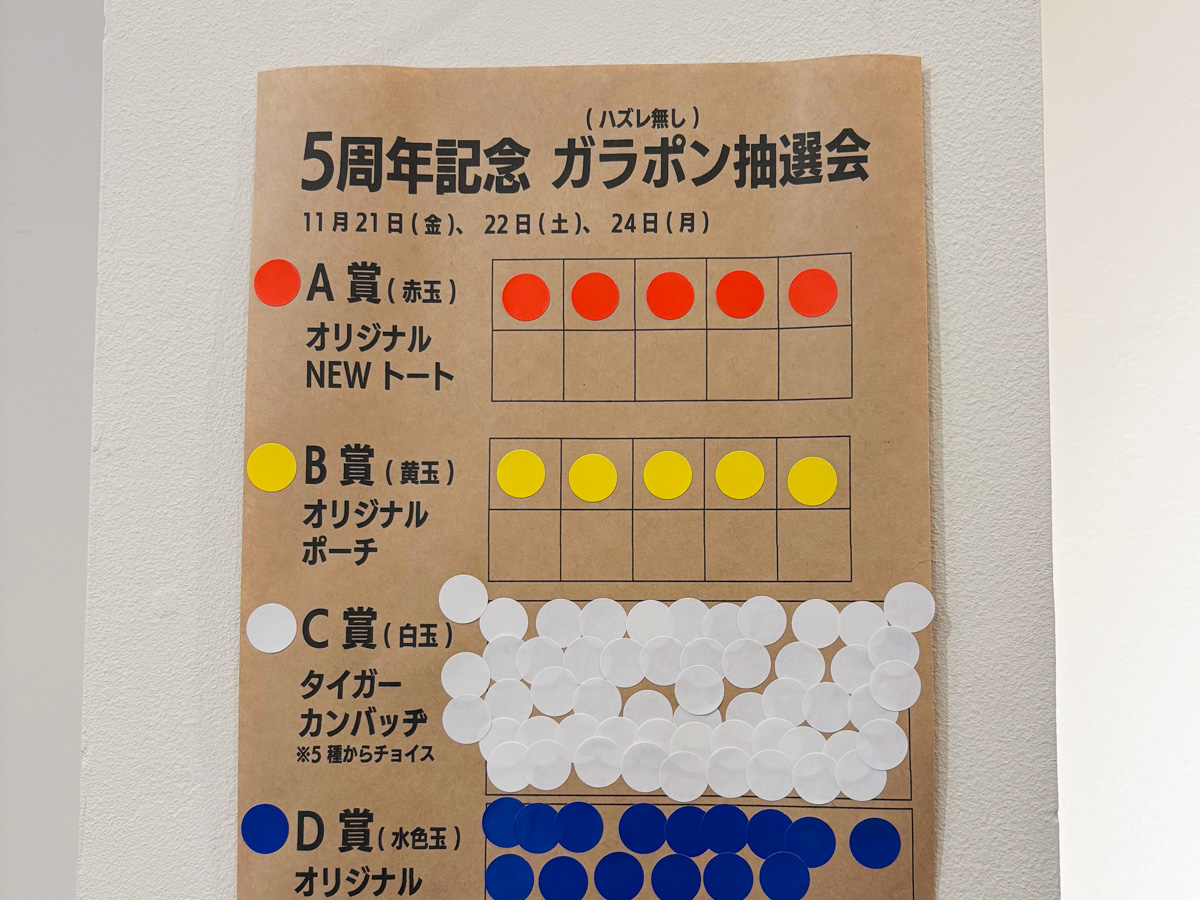 (ハズレ無し)
5周年記念 ガラポン抽選会
11月21日(金)、22日(土)、24日(月)
A賞(赤玉)
オリジナル
NEWトート
B賞(黄玉)
オリジナル
ポーチ
C賞(白玉)
タイガー
カンバッヂ
※5種からチョイス
D賞(水色玉)
オリジナル